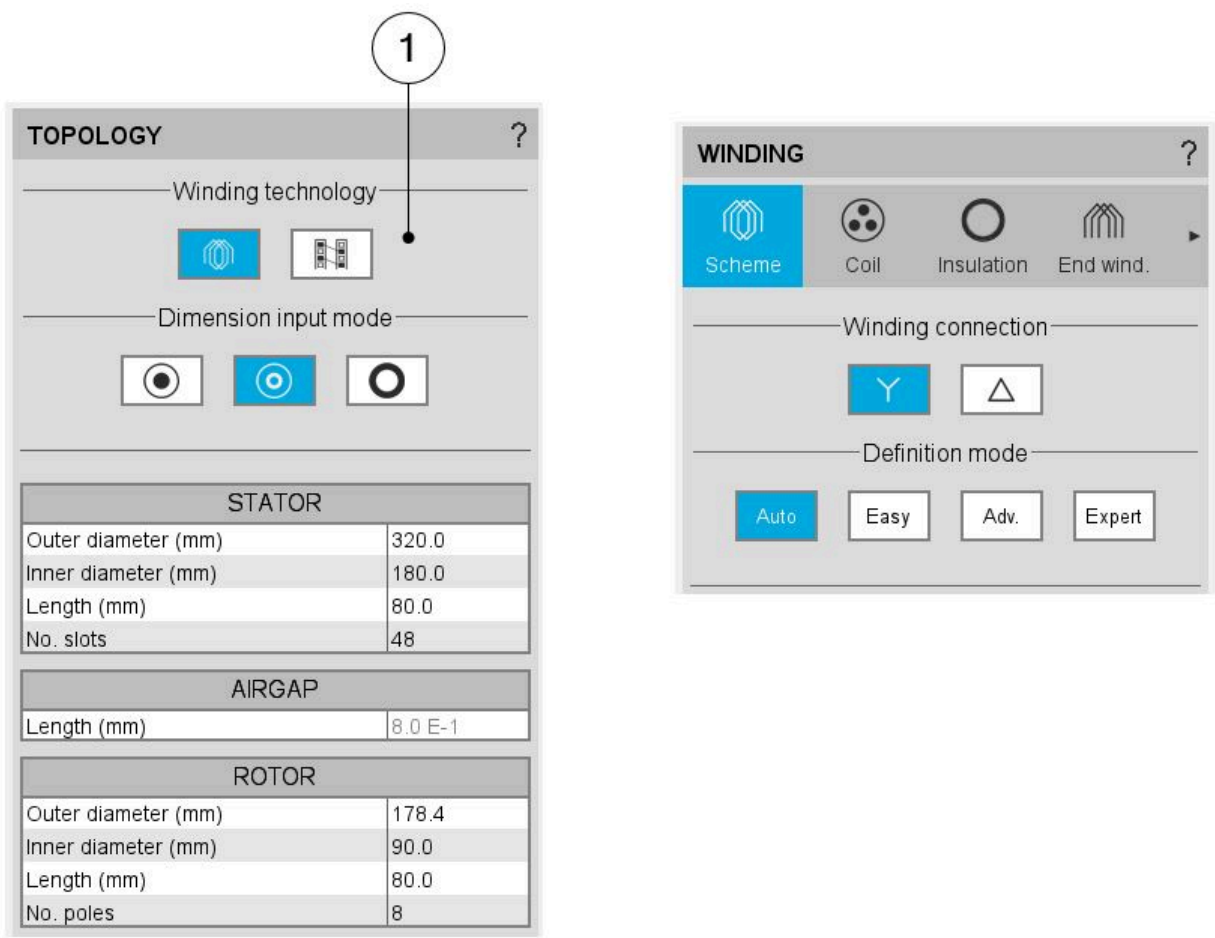 1
TOPOLOGY ?
Winding technology
Dimension input mode
STATOR
Outer diameter (mm) 320.0
Inner diameter (mm) 180.0
Length (mm) 80.0
No. slots 48
AIRGAP
Length (mm) 8.0 E-1
ROTOR
Outer diameter (mm) 178.4
Inner diameter (mm) 90.0
Length (mm) 80.0
No. poles 8
WINDING ?
Scheme Coil Insulation End wind.
Winding connection
Definition mode
Auto Easy Adv. Expert